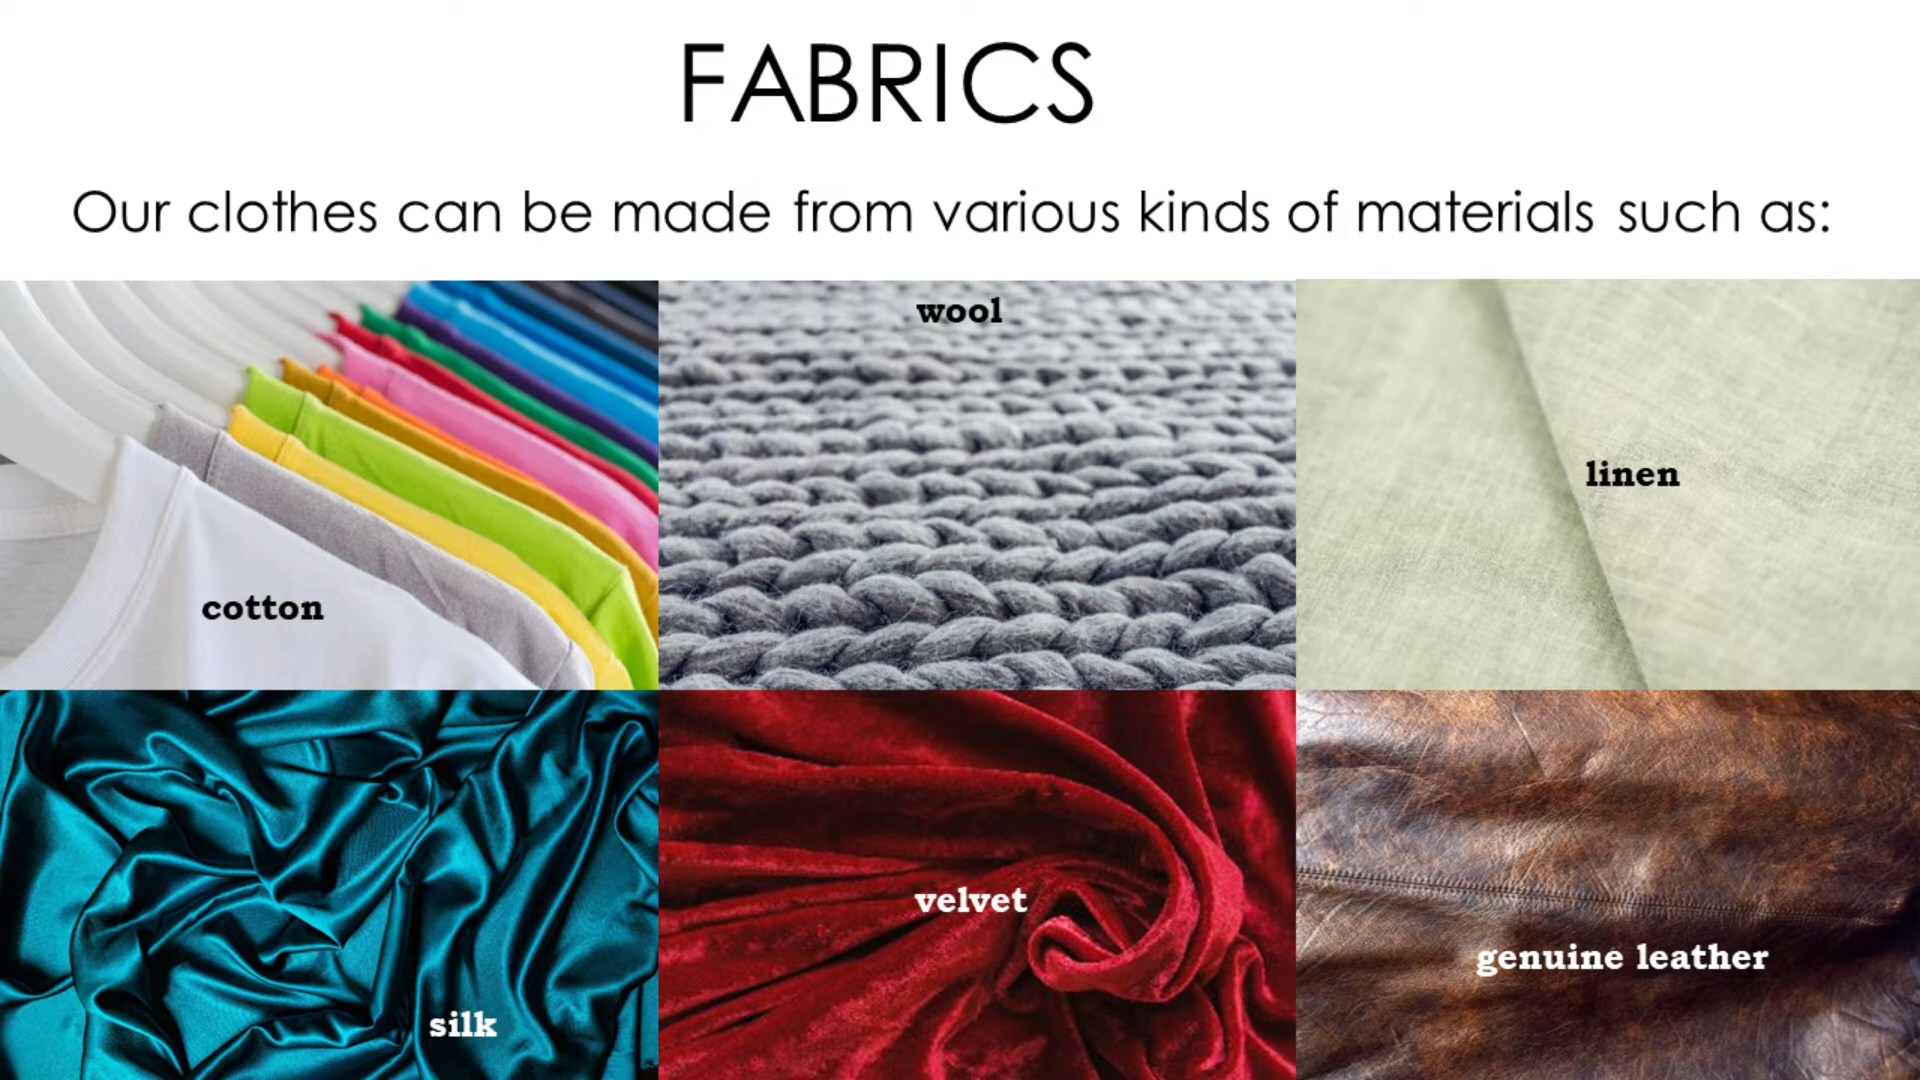 FABRICS
Our clothes can be made from various kinds of materials such as:
wool
linen
cotton
velvet
genuine leather
silk